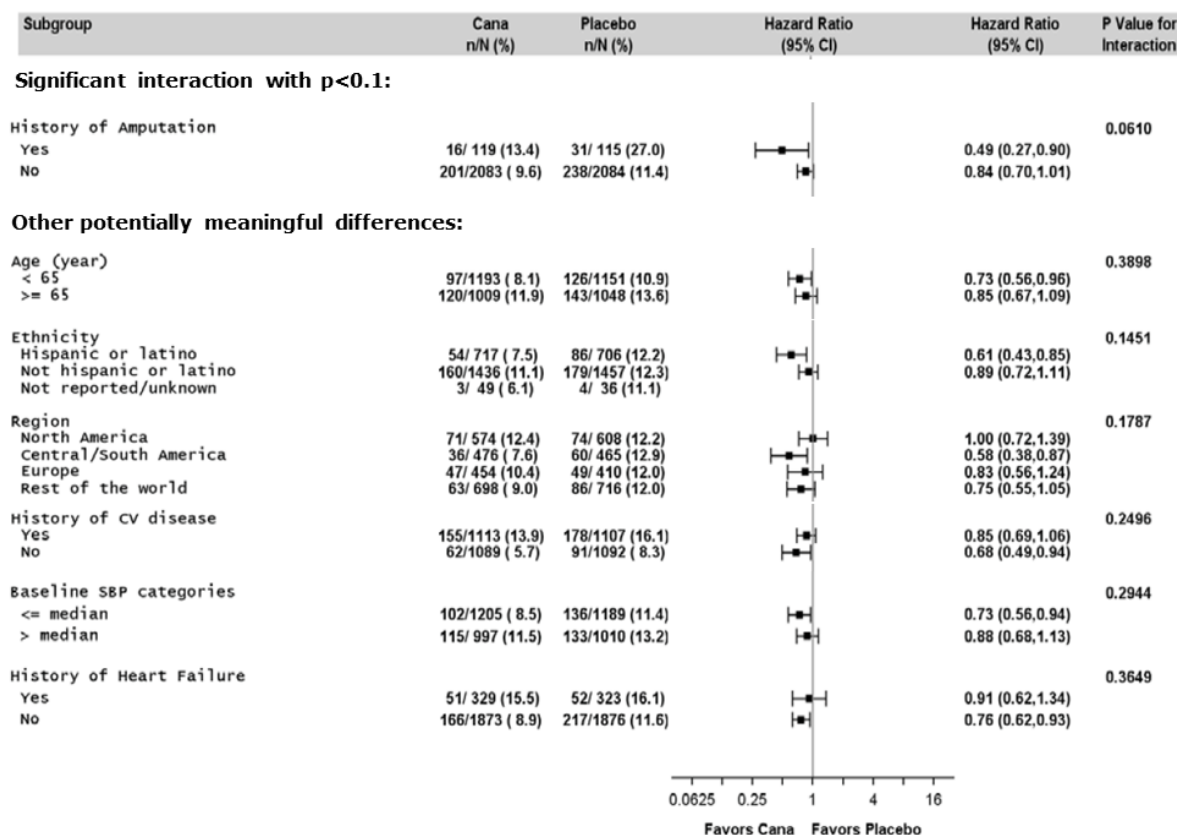 Subgroup Cana Placebo Hazard Ratio Hazard Ratio P Value for
n/N (%) n/N (%) (95% CI) (95% CI) Interaction
Significant interaction with p<0.1:
History of Amputation 0.0610
Yes 16/ 119 (13.4) 31/ 115 (27.0) 0.49 (0.27,0.90)
No 201/2083 ( 9.6) 238/2084 (11.4) 0.84 (0.70,1.01)
Other potentially meaningful differences:
Age (year) 0.3898
< 65 97/1193 ( 8.1) 126/1151 (10.9) 0.73 (0.56,0.96)
>= 65 120/1009 (11.9) 143/1048 (13.6) 0.85 (0.67,1.09)
Ethnicity 0.1451
Hispanic or latino 54/ 717 ( 7.5) 86/ 706 (12.2) 0.61 (0.43,0.85)
Not hispanic or latino 160/1436 (11.1) 179/1457 (12.3) 0.89 (0.72,1.11)
Not reported/unknown 3/ 49 ( 6.1) 4/ 36 (11.1)
Region 0.1787
North America 71/ 574 (12.4) 74/ 608 (12.2) 1.00 (0.72,1.39)
Central/South America 36/ 476 ( 7.6) 60/ 465 (12.9) 0.58 (0.38,0.87)
Europe 47/ 454 (10.4) 49/ 410 (12.0) 0.83 (0.56,1.24)
Rest of the world 63/ 698 ( 9.0) 86/ 716 (12.0) 0.75 (0.55,1.05)
History of CV disease 0.2496
Yes 155/1113 (13.9) 178/1107 (16.1) 0.85 (0.69,1.06)
No 62/1089 ( 5.7) 91/1092 ( 8.3) 0.68 (0.49,0.94)
Baseline SBP categories 0.2944
<= median 102/1205 ( 8.5) 136/1189 (11.4) 0.73 (0.56,0.94)
> median 115/ 997 (11.5) 133/1010 (13.2) 0.88 (0.68,1.13)
History of Heart Failure 0.3649
Yes 51/ 329 (15.5) 52/ 323 (16.1) 0.91 (0.62,1.34)
No 166/1873 ( 8.9) 217/1876 (11.6) 0.76 (0.62,0.93)
0.0625 0.25 1 4 16
Favors Cana Favors Placebo